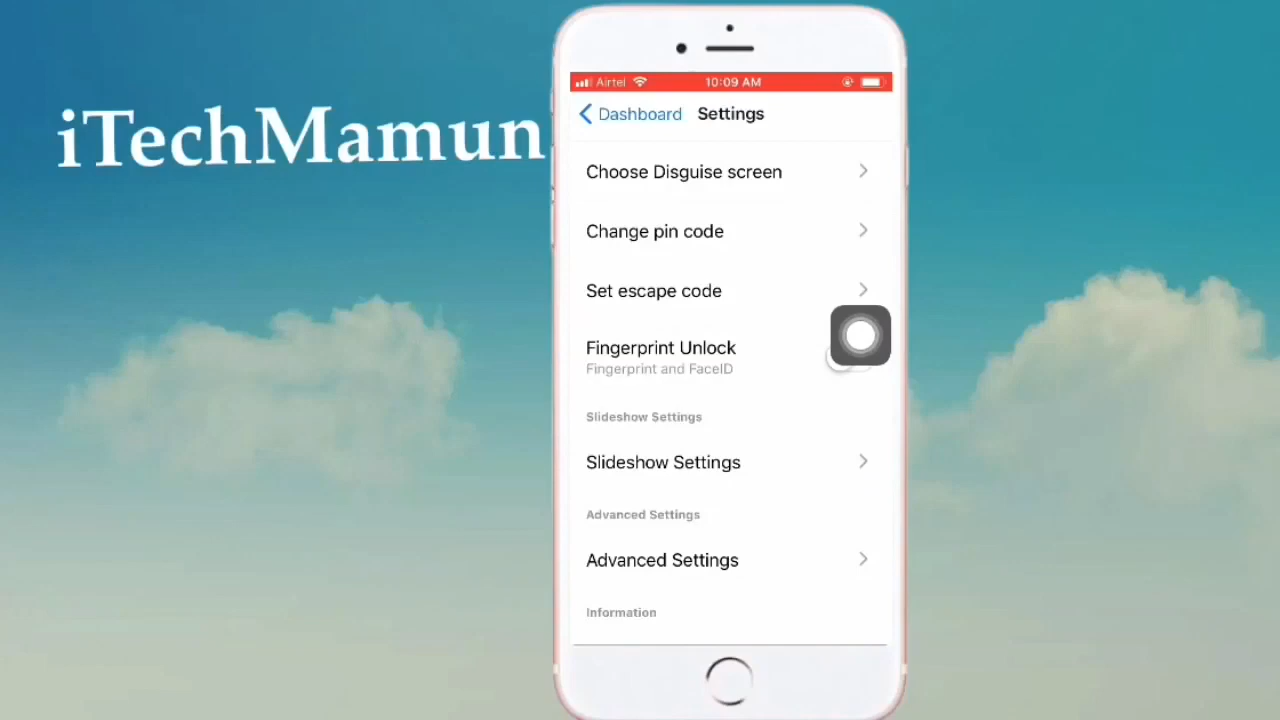 iTechMamun
Airtel 10:09 AM
Dashboard Settings
Choose Disguise screen
Change pin code
Set escape code
Fingerprint Unlock
Fingerprint and FaceID
Slideshow Settings
Slideshow Settings
Advanced Settings
Advanced Settings
Information